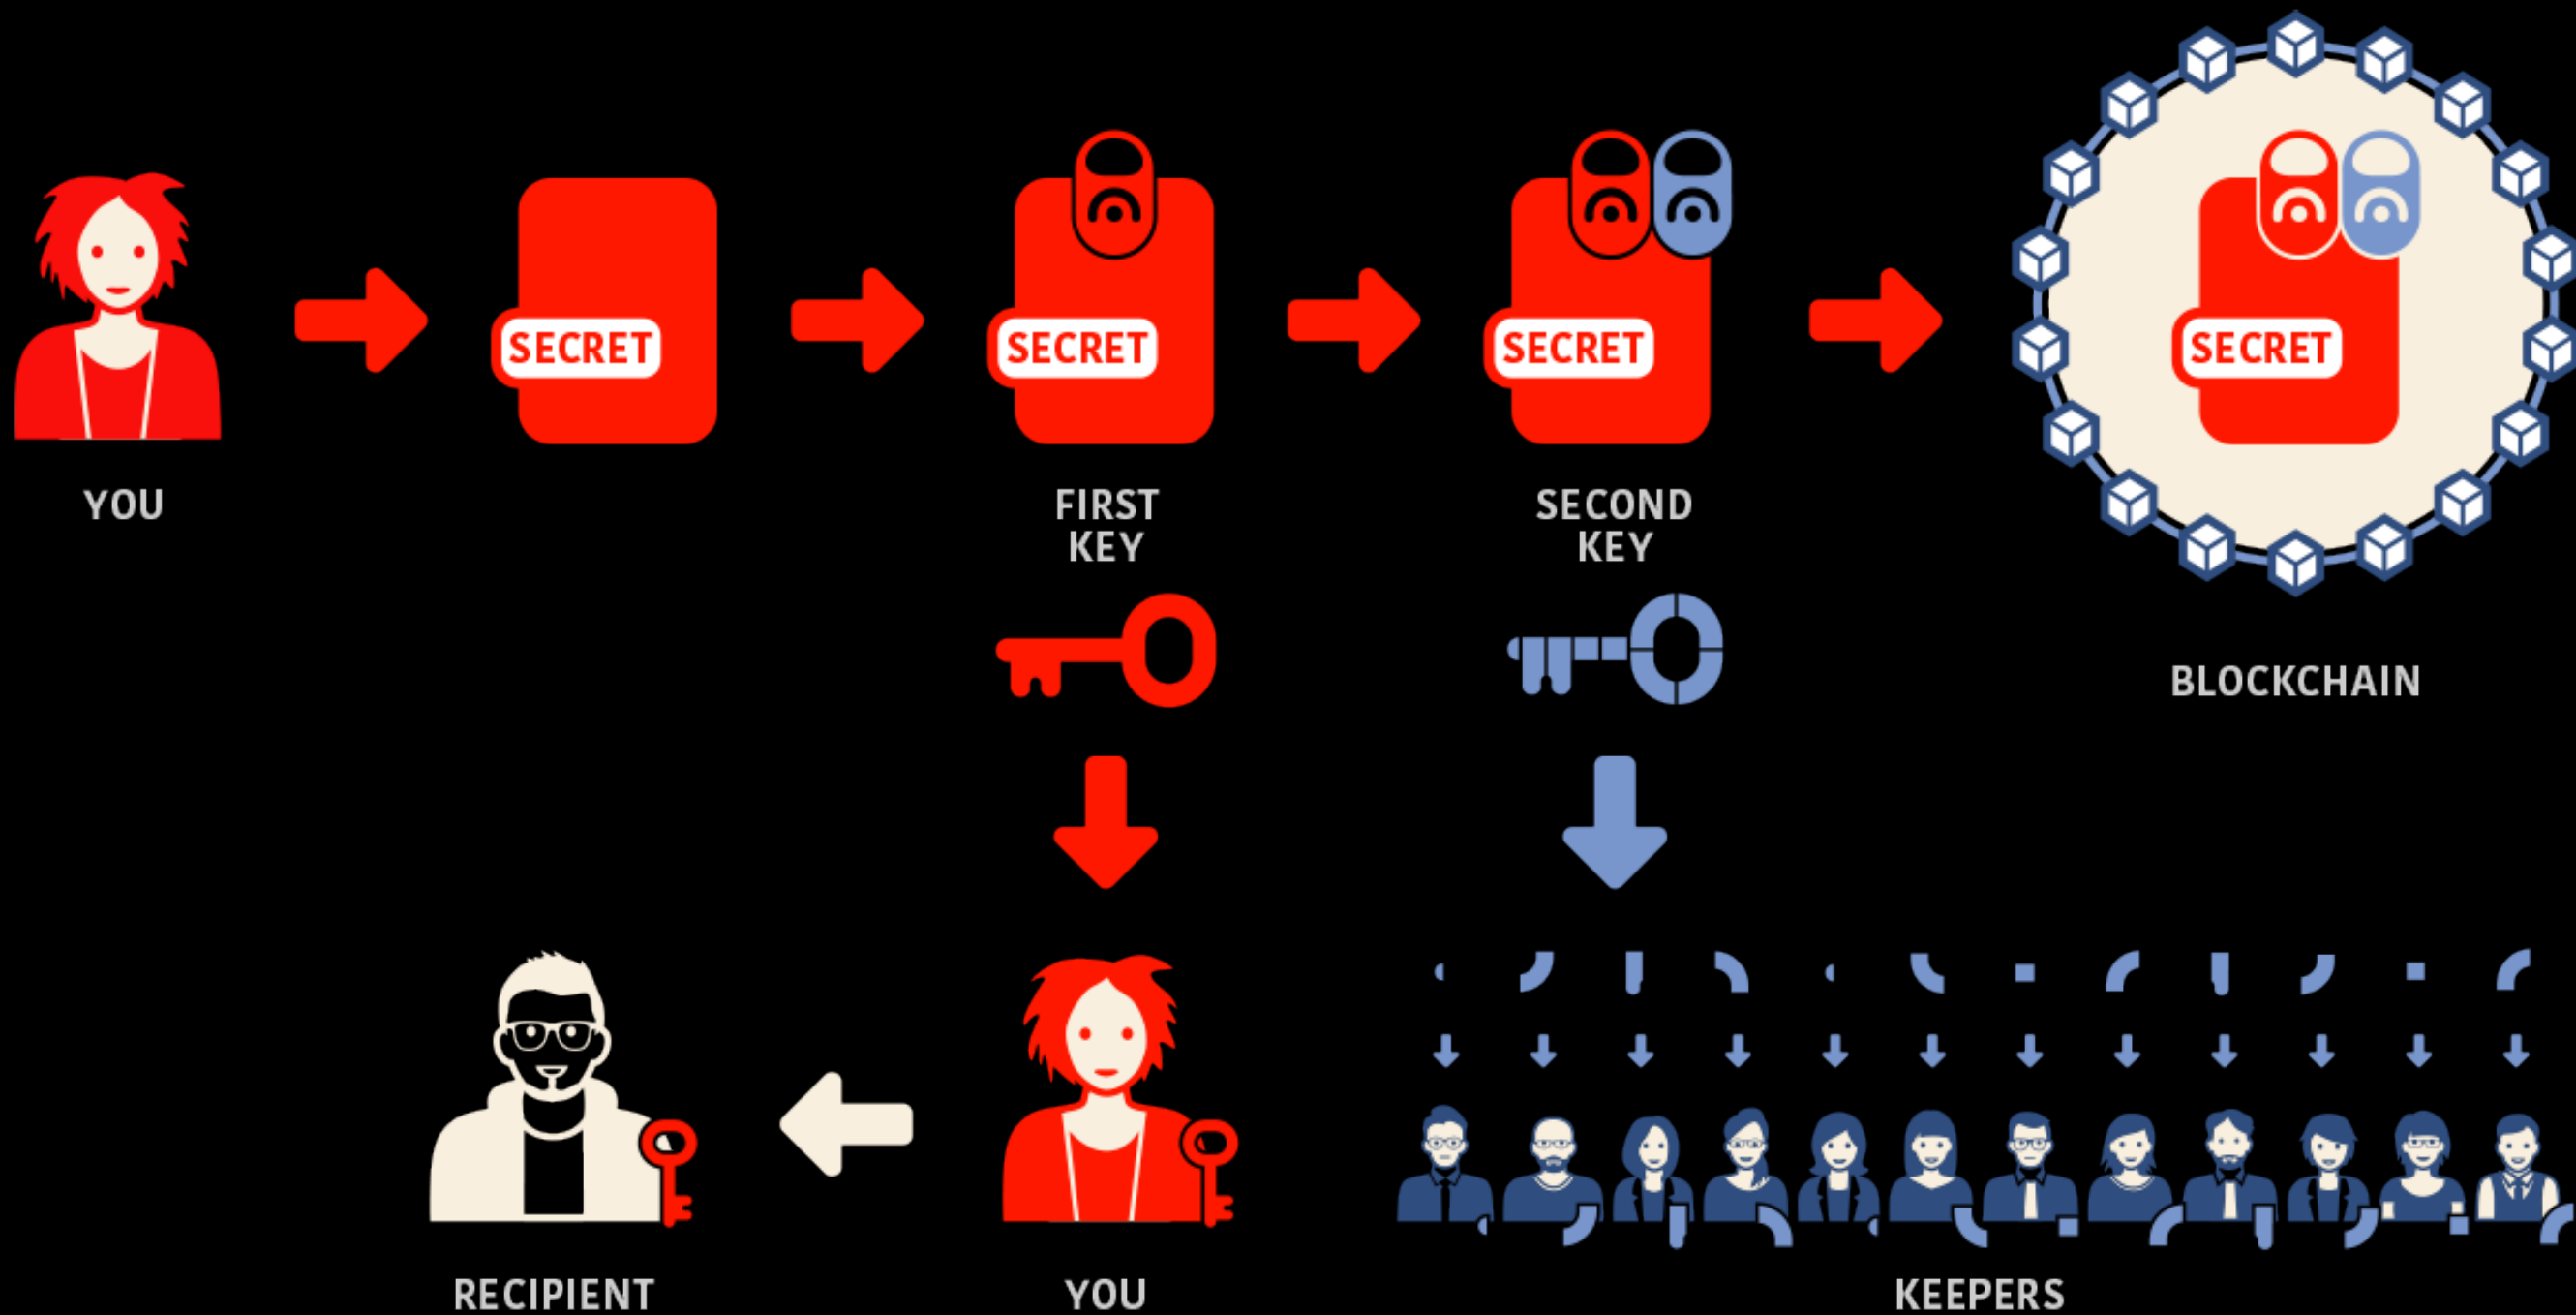 SECRET
SECRET
SECRET
SECRET
YOU
FIRST
KEY
SECOND
KEY
BLOCKCHAIN
RECIPIENT
YOU
KEEPERS